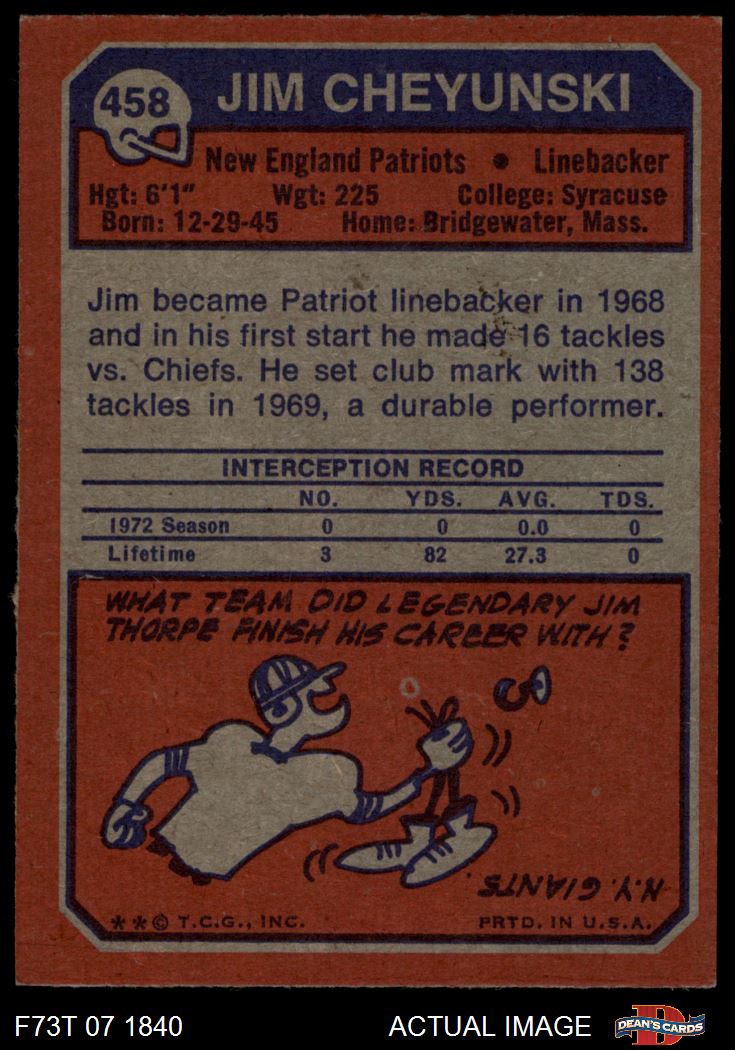 458
JIM CHEYUNSKI
New England Patriots • Linebacker
Hgt: 6'1" Wgt: 225 College: Syracuse
Born: 12-29-45 Home: Bridgewater, Mass.
Jim became Patriot linebacker in 1968
and in his first start he made 16 tackles
vs. Chiefs. He set club mark with 138
tackles in 1969, a durable performer.
INTERCEPTION RECORD
NO. YDS. AVG. TDS.
1972 Season 0 0 0.0 0
Lifetime 3 82 27.3 0
WHAT TEAM DID LEGENDARY JIM
THORPE FINISH HIS CAREER WITH?
N.Y. GIANTS.
**© T.C.G., INC. PRTD. IN U.S.A.
F73T 07 1840 ACTUAL IMAGE
D
DEAN'S CARDS